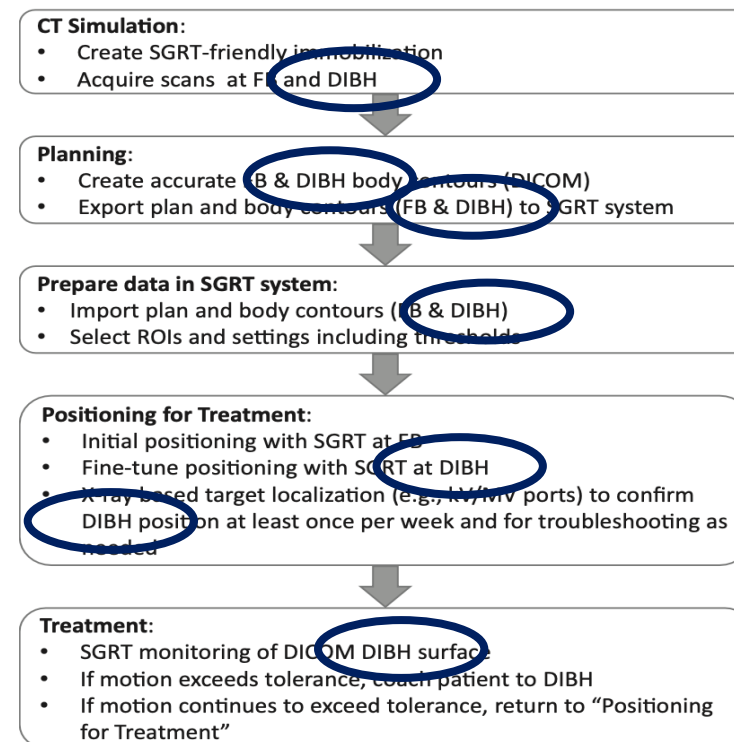 CT Simulation:
• Create SGRT-friendly immobilization
• Acquire scans at FB and DIBH
Planning:
• Create accurate FB & DIBH body contours (DICOM)
• Export plan and body contours (FB & DIBH) to SGRT system
Prepare data in SGRT system:
• Import plan and body contours (FB & DIBH)
• Select ROIs and settings including thresholds
Positioning for Treatment:
• Initial positioning with SGRT at FB
• Fine-tune positioning with SGRT at DIBH
• X-ray based target localization (e.g., kV/MV ports) to confirm
DIBH position at least once per week and for troubleshooting as
needed
Treatment:
• SGRT monitoring of DICOM DIBH surface
• If motion exceeds tolerance, coach patient to DIBH
• If motion continues to exceed tolerance, return to “Positioning
for Treatment”